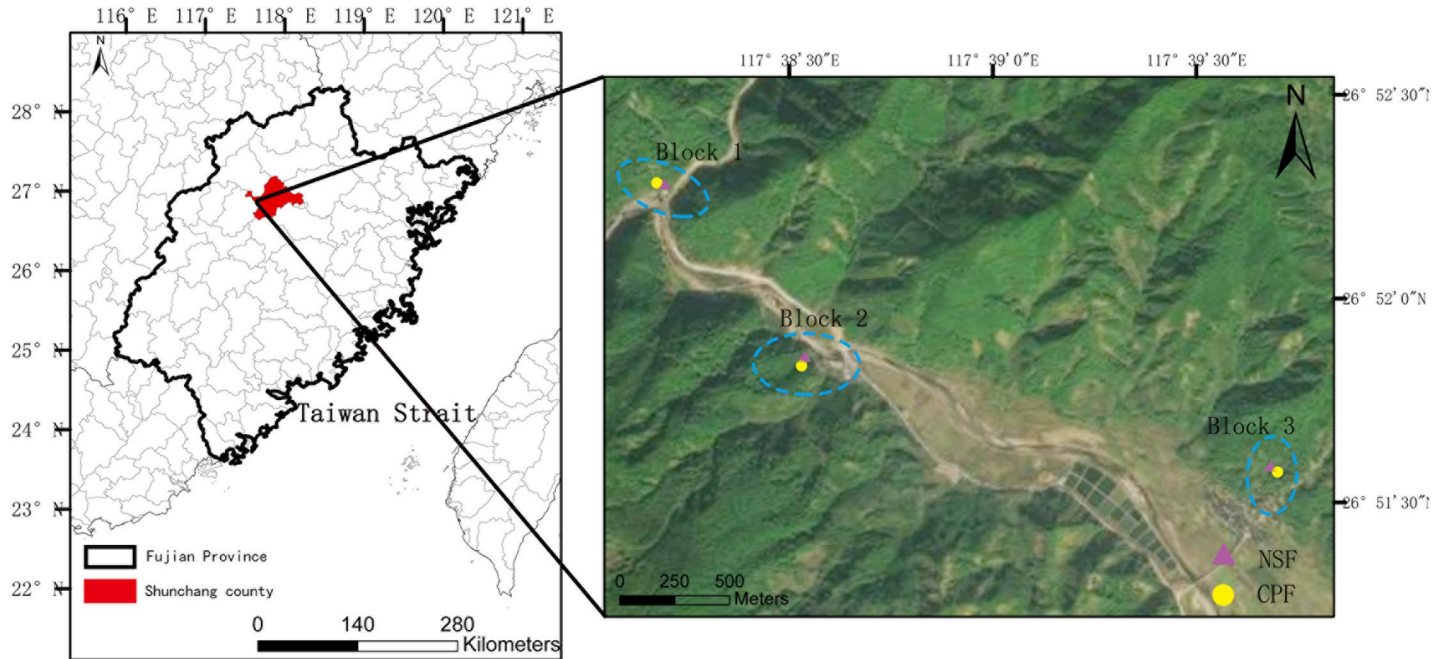 116° E 117° E 118° E 119° E 120° E 121° E
N
28° N
27° N
26° N
25° N
24° N
23° N
22° N
Taiwan Strait
Fujian Province
Shunchang county
0 140 280
Kilometers
117° 38'30"E 117° 39'0"E 117° 39'30"E
26° 52'30"N
26° 52'0"N
26° 51'30"N
N
Block 1
Block 2
Block 3
NSF
CPF
0 250 500
Meters